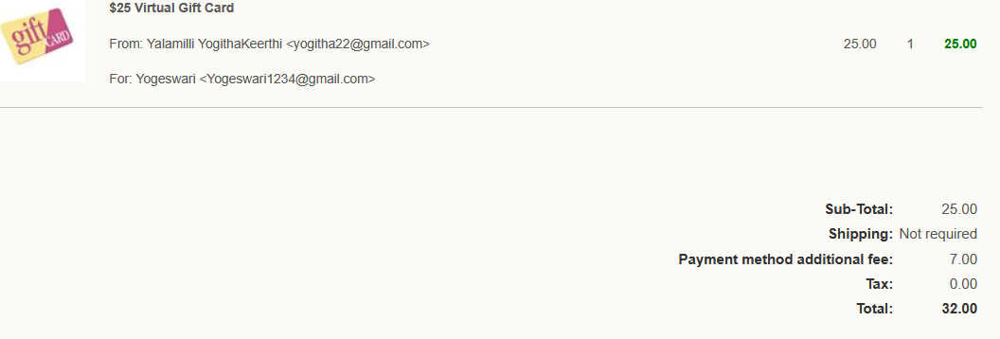 gift
CARD
$25 Virtual Gift Card
From: Yalamilli YogithaKeerthi <yogitha22@gmail.com> 25.00 1 25.00
For: Yogeswari <Yogeswari1234@gmail.com>
Sub-Total: 25.00
Shipping: Not required
Payment method additional fee: 7.00
Tax: 0.00
Total: 32.00